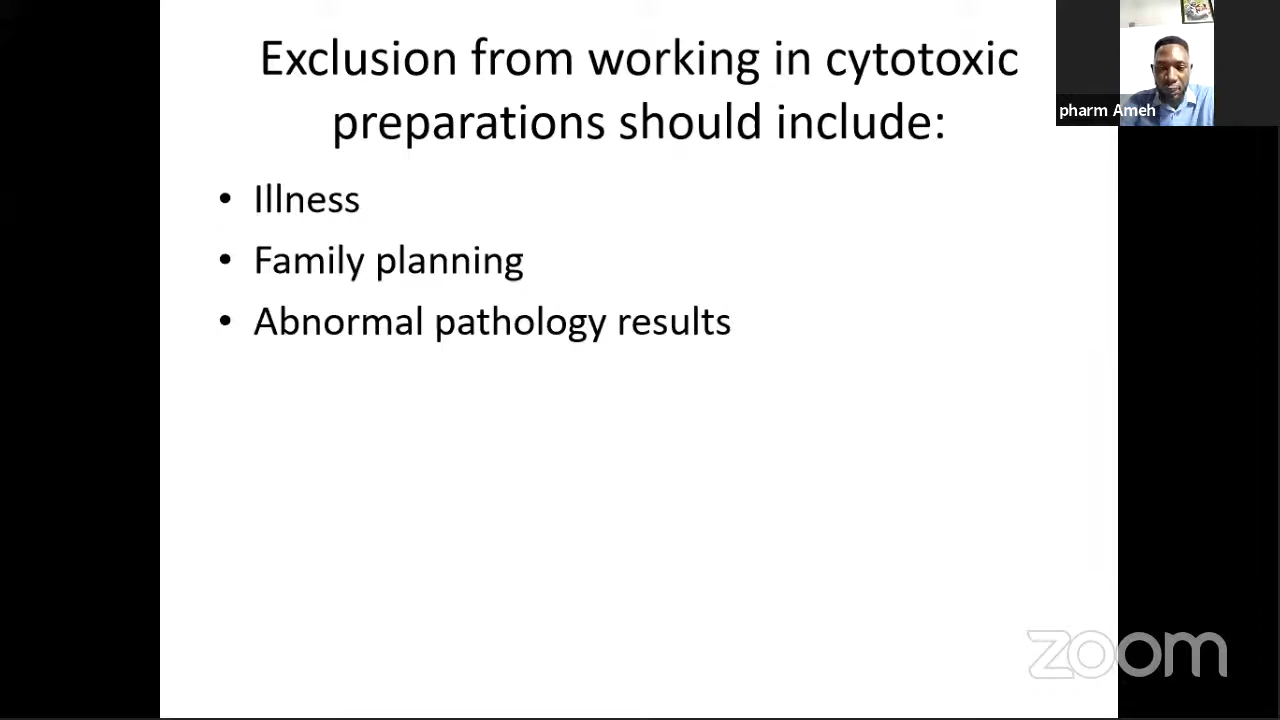 Exclusion from working in cytotoxic
preparations should include:
• Illness
• Family planning
• Abnormal pathology results
pharm Ameh
zoom